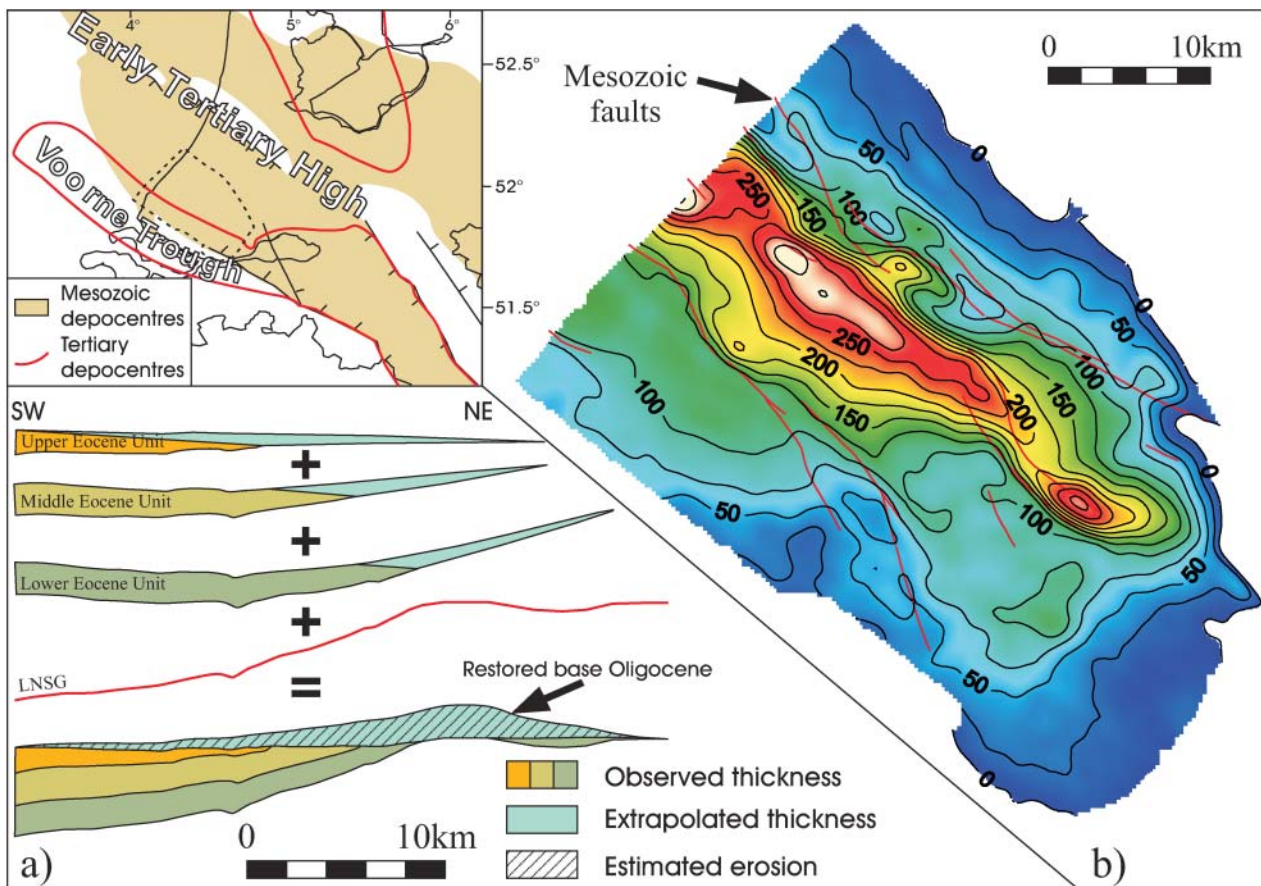 4°
5°
6°
52.5°
52°
51.5°
Early Tertiary High
Voorne Trough
Mesozoic
depocentres
Tertiary
depocentres
SW
NE
Upper Eocene Unit
+
Middle Eocene Unit
+
Lower Eocene Unit
+
LNSG
=
Restored base Oligocene
Observed thickness
Extrapolated thickness
Estimated erosion
0
10km
a)
0
10km
Mesozoic
faults
0
50
250
150
100
0
50
250
200
100
200
150
100
150
0
100
50
50
50
0
0
b)